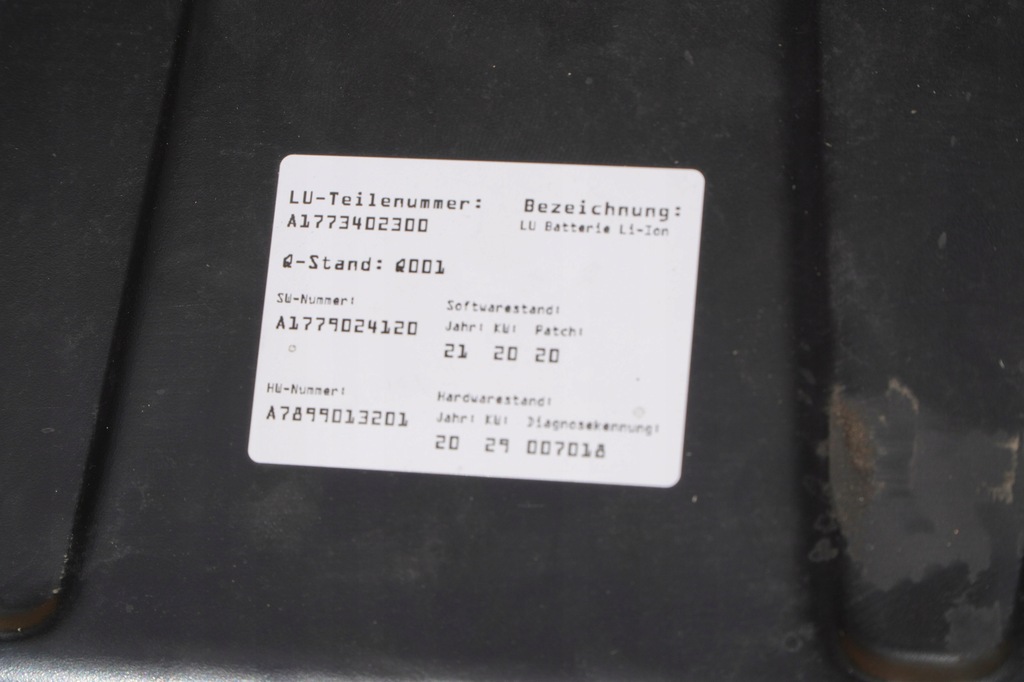 LU-Teilenummer: Bezeichnung:
A1773402300 LU Batterie Li-Ion
Q-Stand: Q001
SW-Nummer: Softwarestand:
A1779024120 Jahr: KW: Patch:
21 20 20
HW-Nummer: Hardwarestand:
A7899013201 Jahr: KW: Diagnosekennung:
20 29 007018